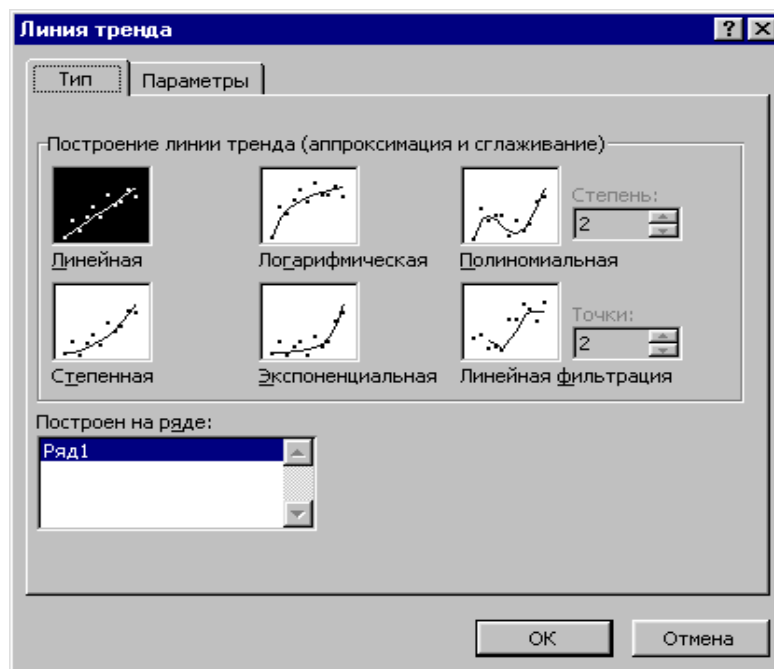 Линия тренда
Тип
Параметры
Построение линии тренда (аппроксимация и сглаживание)
Степень:
2
Линейная
Логарифмическая
Полиномиальная
Точки:
2
Степенная
Экспоненциальная
Линейная фильтрация
Построен на ряде:
Ряд1
ОК
Отмена